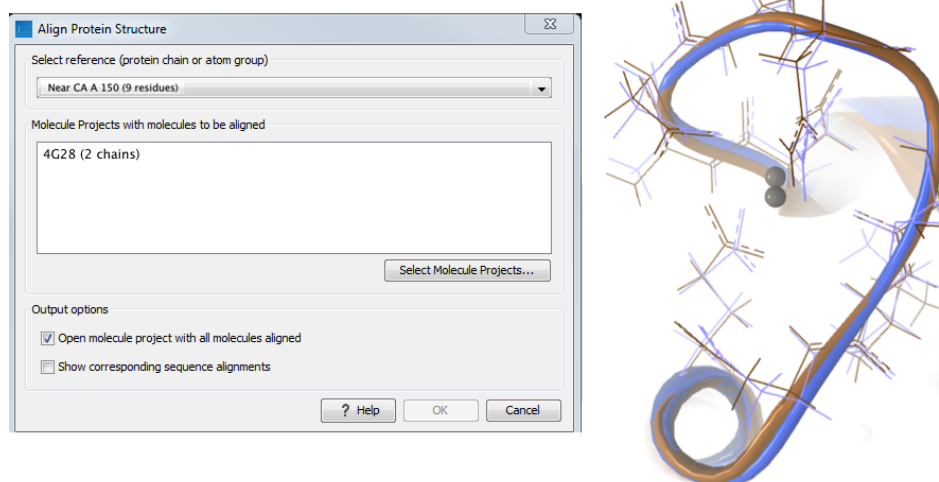 Align Protein Structure
Select reference (protein chain or atom group)
Near CA A 150 (9 residues)
Molecule Projects with molecules to be aligned
4G28 (2 chains)
Select Molecule Projects...
Output options
Open molecule project with all molecules aligned
Show corresponding sequence alignments
? Help
OK
Cancel